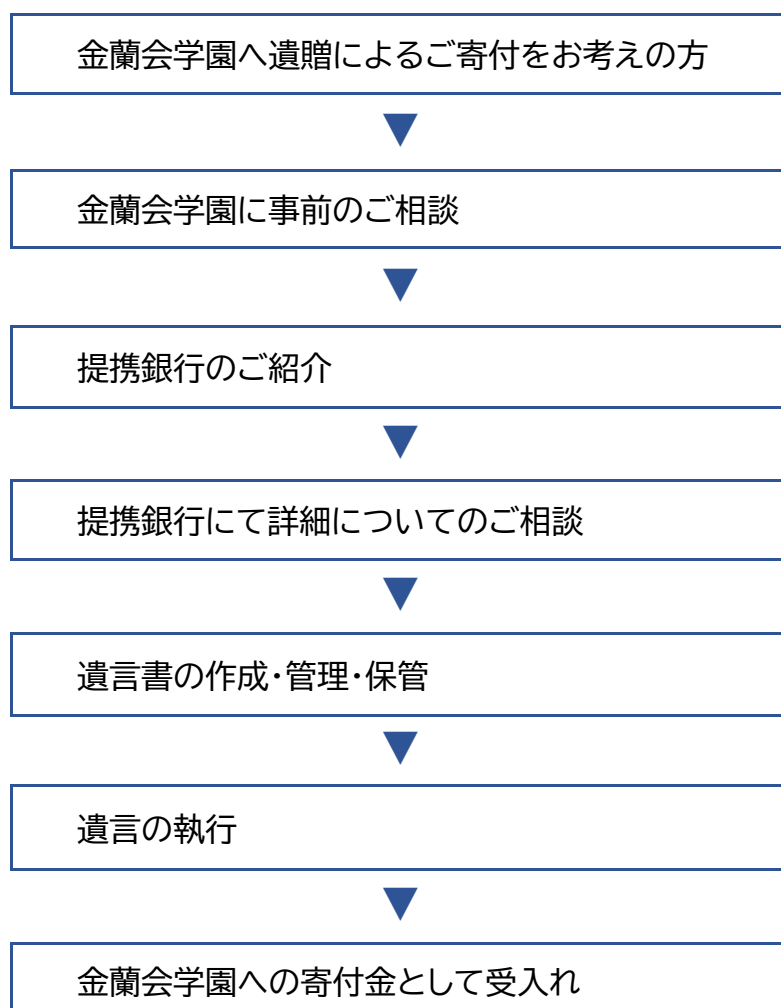 金蘭会学園へ遺贈によるご寄付をお考えの方
金蘭会学園に事前のご相談
提携銀行のご紹介
提携銀行にて詳細についてのご相談
遺言書の作成・管理・保管
遺言の執行
金蘭会学園への寄付金として受入れ